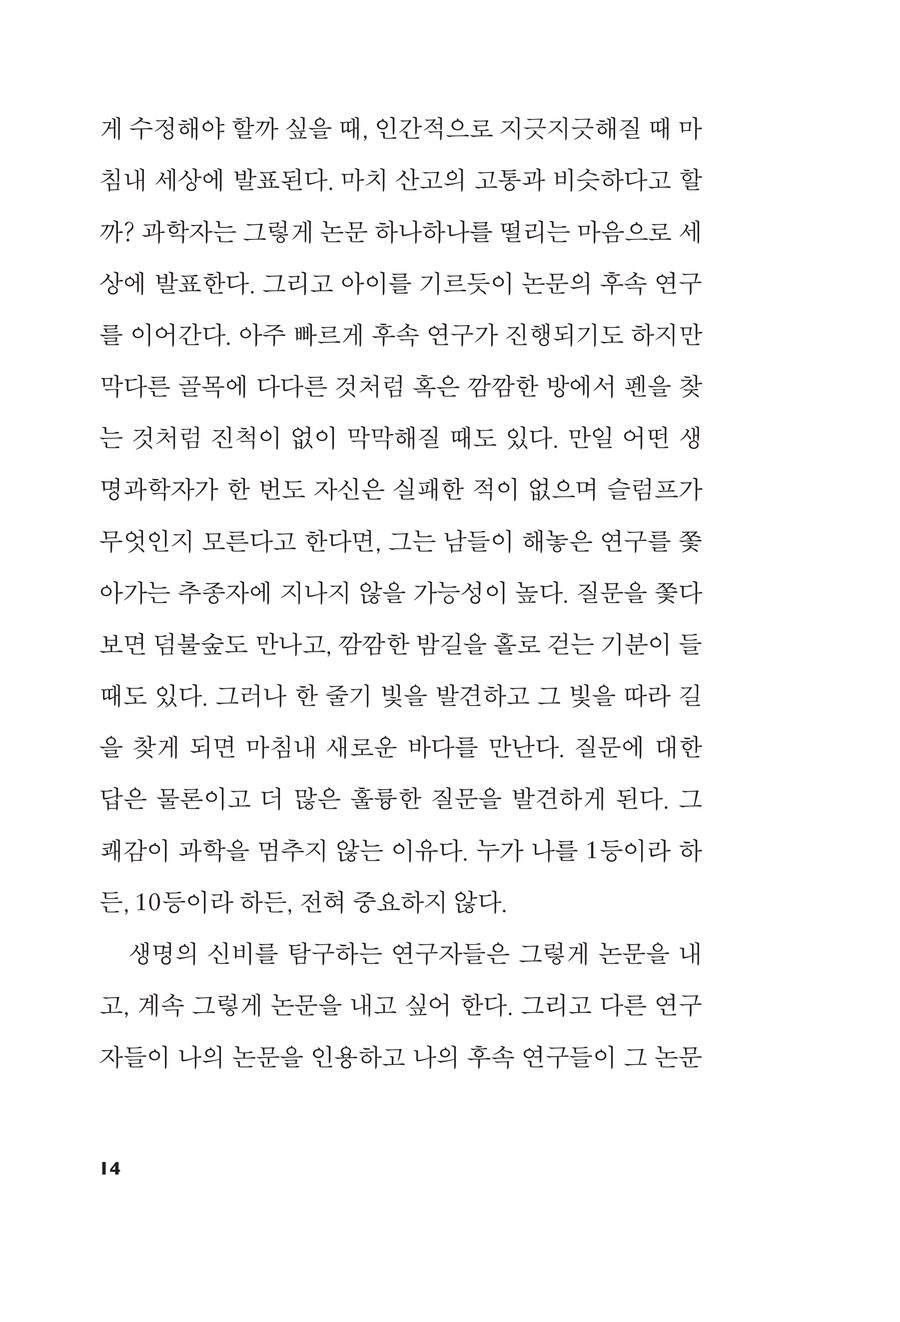 게 수정해야 할까 싶을 때, 인간적으로 지긋지긋해질 때 마
침내 세상에 발표된다. 마치 산고의 고통과 비슷하다고 할
까? 과학자는 그렇게 논문 하나하나를 떨리는 마음으로 세
상에 발표한다. 그리고 아이를 기르듯이 논문의 후속 연구
를 이어간다. 아주 빠르게 후속 연구가 진행되기도 하지만
막다른 골목에 다다른 것처럼 혹은 깜깜한 방에서 펜을 찾
는 것처럼 진척이 없이 막막해질 때도 있다. 만일 어떤 생
명과학자가 한 번도 자신은 실패한 적이 없으며 슬럼프가
무엇인지 모른다고 한다면, 그는 남들이 해놓은 연구를 쫓
아가는 추종자에 지나지 않을 가능성이 높다. 질문을 쫓다
보면 덤불숲도 만나고, 깜깜한 밤길을 홀로 걷는 기분이 들
때도 있다. 그러나 한 줄기 빛을 발견하고 그 빛을 따라 길
을 찾게 되면 마침내 새로운 바다를 만난다. 질문에 대한
답은 물론이고 더 많은 훌륭한 질문을 발견하게 된다. 그
쾌감이 과학을 멈추지 않는 이유다. 누가 나를 1등이라 하
든, 10등이라 하든, 전혀 중요하지 않다.
생명의 신비를 탐구하는 연구자들은 그렇게 논문을 내
고, 계속 그렇게 논문을 내고 싶어 한다. 그리고 다른 연구
자들이 나의 논문을 인용하고 나의 후속 연구들이 그 논문
14